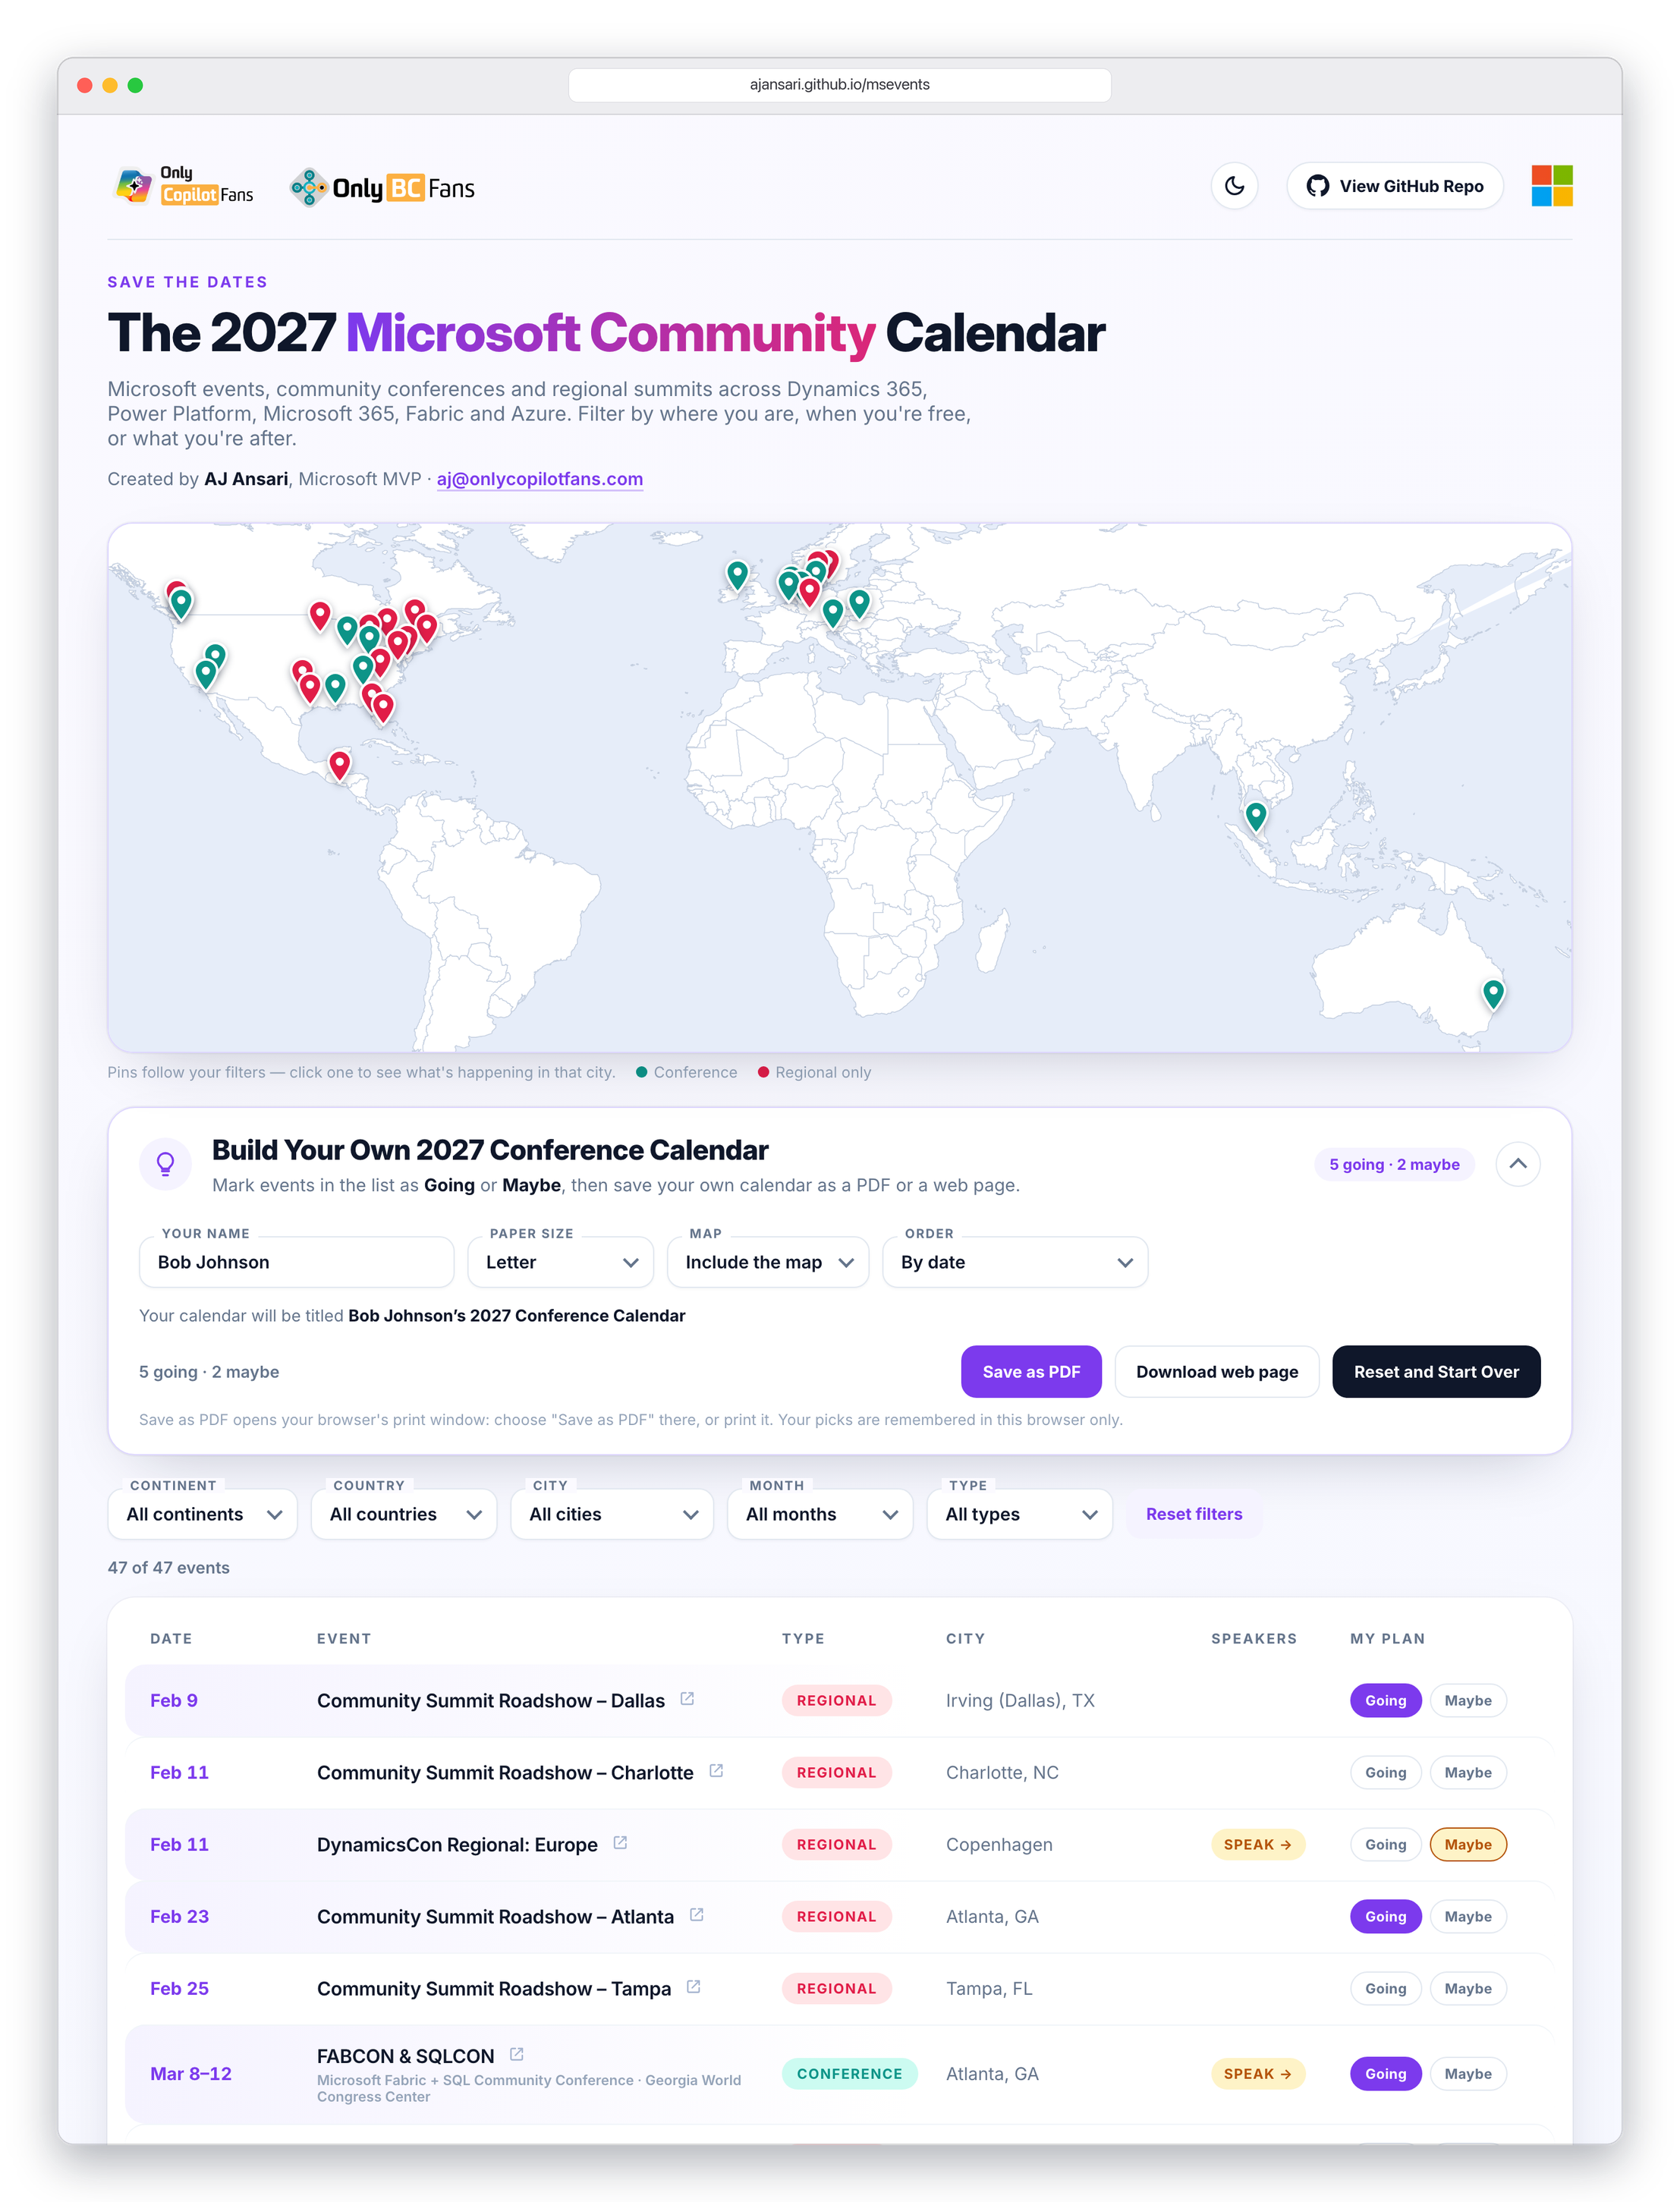 ajansari.github.io/msevents
Only
Copilot Fans
Only BC Fans
View GitHub Repo
SAVE THE DATES
The 2027 Microsoft Community Calendar
Microsoft events, community conferences and regional summits across Dynamics 365,
Power Platform, Microsoft 365, Fabric and Azure. Filter by where you are, when you're free,
or what you're after.
Created by AJ Ansari, Microsoft MVP · aj@onlycopilotfans.com
Pins follow your filters — click one to see what's happening in that city. Conference Regional only
Build Your Own 2027 Conference Calendar
Mark events in the list as Going or Maybe, then save your own calendar as a PDF or a web page.
5 going · 2 maybe
YOUR NAME PAPER SIZE MAP ORDER
Bob Johnson Letter Include the map By date
Your calendar will be titled Bob Johnson’s 2027 Conference Calendar
5 going · 2 maybe Save as PDF Download web page Reset and Start Over
Save as PDF opens your browser's print window: choose "Save as PDF" there, or print it. Your picks are remembered in this browser only.
CONTINENT COUNTRY CITY MONTH TYPE
All continents All countries All cities All months All types Reset filters
47 of 47 events
DATE EVENT TYPE CITY SPEAKERS MY PLAN
Feb 9 Community Summit Roadshow – Dallas REGIONAL Irving (Dallas), TX Going Maybe
Feb 11 Community Summit Roadshow – Charlotte REGIONAL Charlotte, NC Going Maybe
Feb 11 DynamicsCon Regional: Europe REGIONAL Copenhagen SPEAK → Going Maybe
Feb 23 Community Summit Roadshow – Atlanta REGIONAL Atlanta, GA Going Maybe
Feb 25 Community Summit Roadshow – Tampa REGIONAL Tampa, FL Going Maybe
Mar 8–12 FABCON & SQLCON CONFERENCE Atlanta, GA SPEAK → Going Maybe
Microsoft Fabric + SQL Community Conference · Georgia World
Congress Center